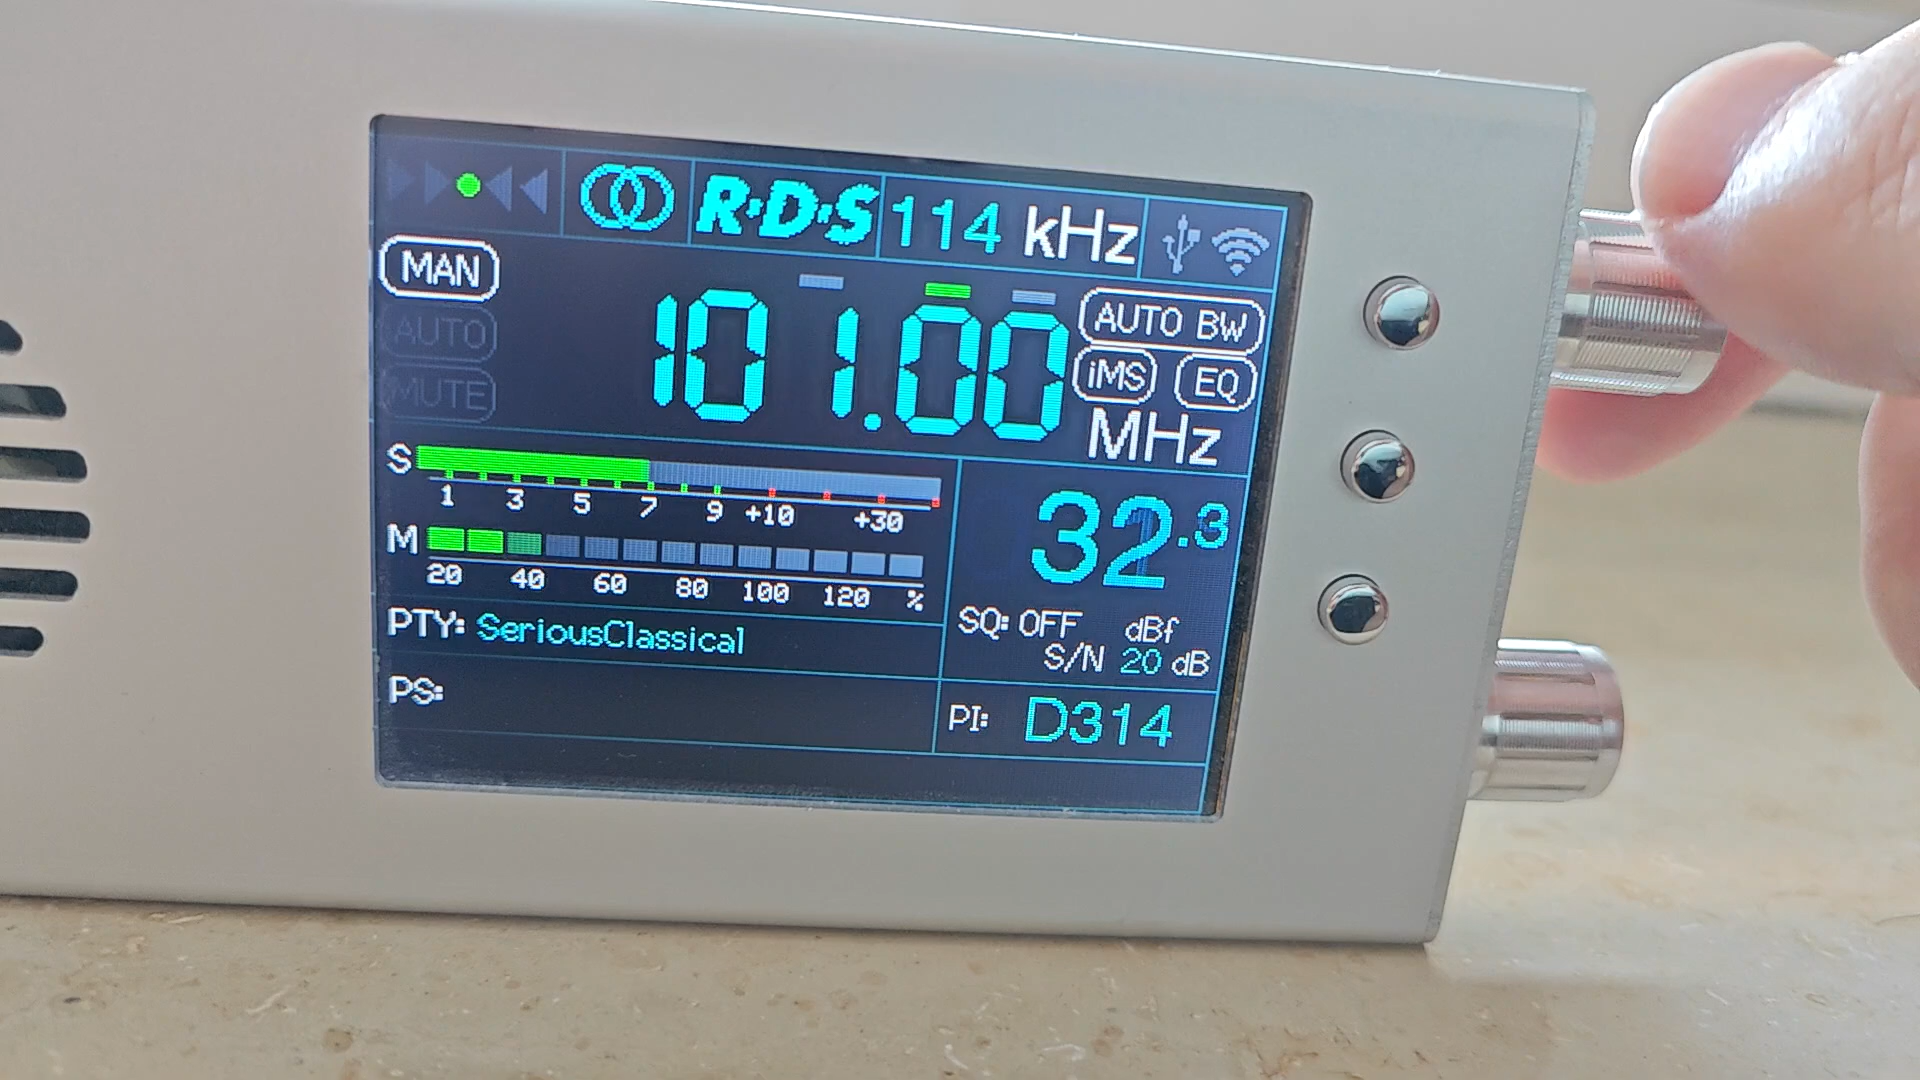 R·D·S 114 kHz
MAN
AUTO
MUTE
101.00 MHz
AUTO BW
iMS EQ
S
1 3 5 7 9 +10 +30
M
20 40 60 80 100 120 %
32.3
SQ: OFF dBf
S/N 20 dB
PTY: SeriousClassical
PS:
PI: D314